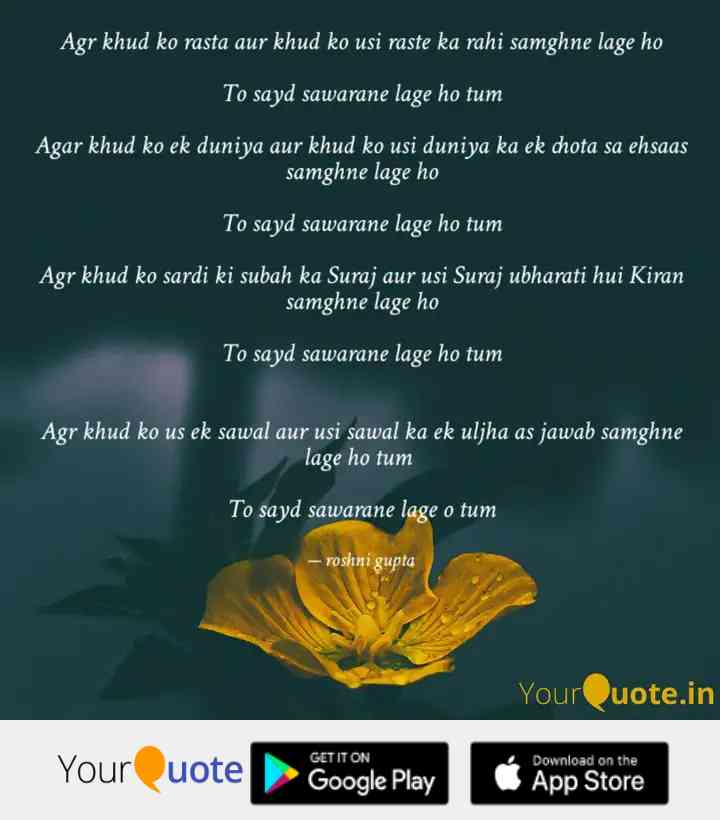 Agr khud ko rasta aur khud ko usi raste ka rahi samghne lage ho
To sayd sawarane lage ho tum
Agar khud ko ek duniya aur khud ko usi duniya ka ek chota sa ehsaas
samghne lage ho
To sayd sawarane lage ho tum
Agr khud ko sardi ki subah ka Suraj aur usi Suraj ubharati hui Kiran
samghne lage ho
To sayd sawarane lage ho tum
Agr khud ko us ek sawal aur usi sawal ka ek uljha as jawab samghne
lage ho tum
To sayd sawarane lage o tum
— roshni gupta
YourQuote.in
YourQuote
GET IT ON
Google Play
Download on the
App Store